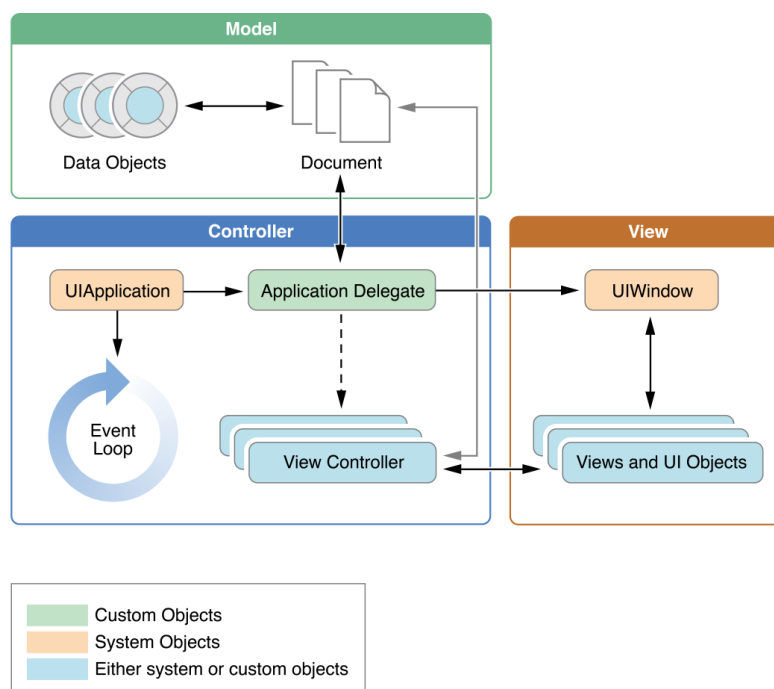 Model
Data Objects
Document
Controller
View
UIApplication
Application Delegate
UIWindow
Event
Loop
View Controller
Views and UI Objects
Custom Objects
System Objects
Either system or custom objects